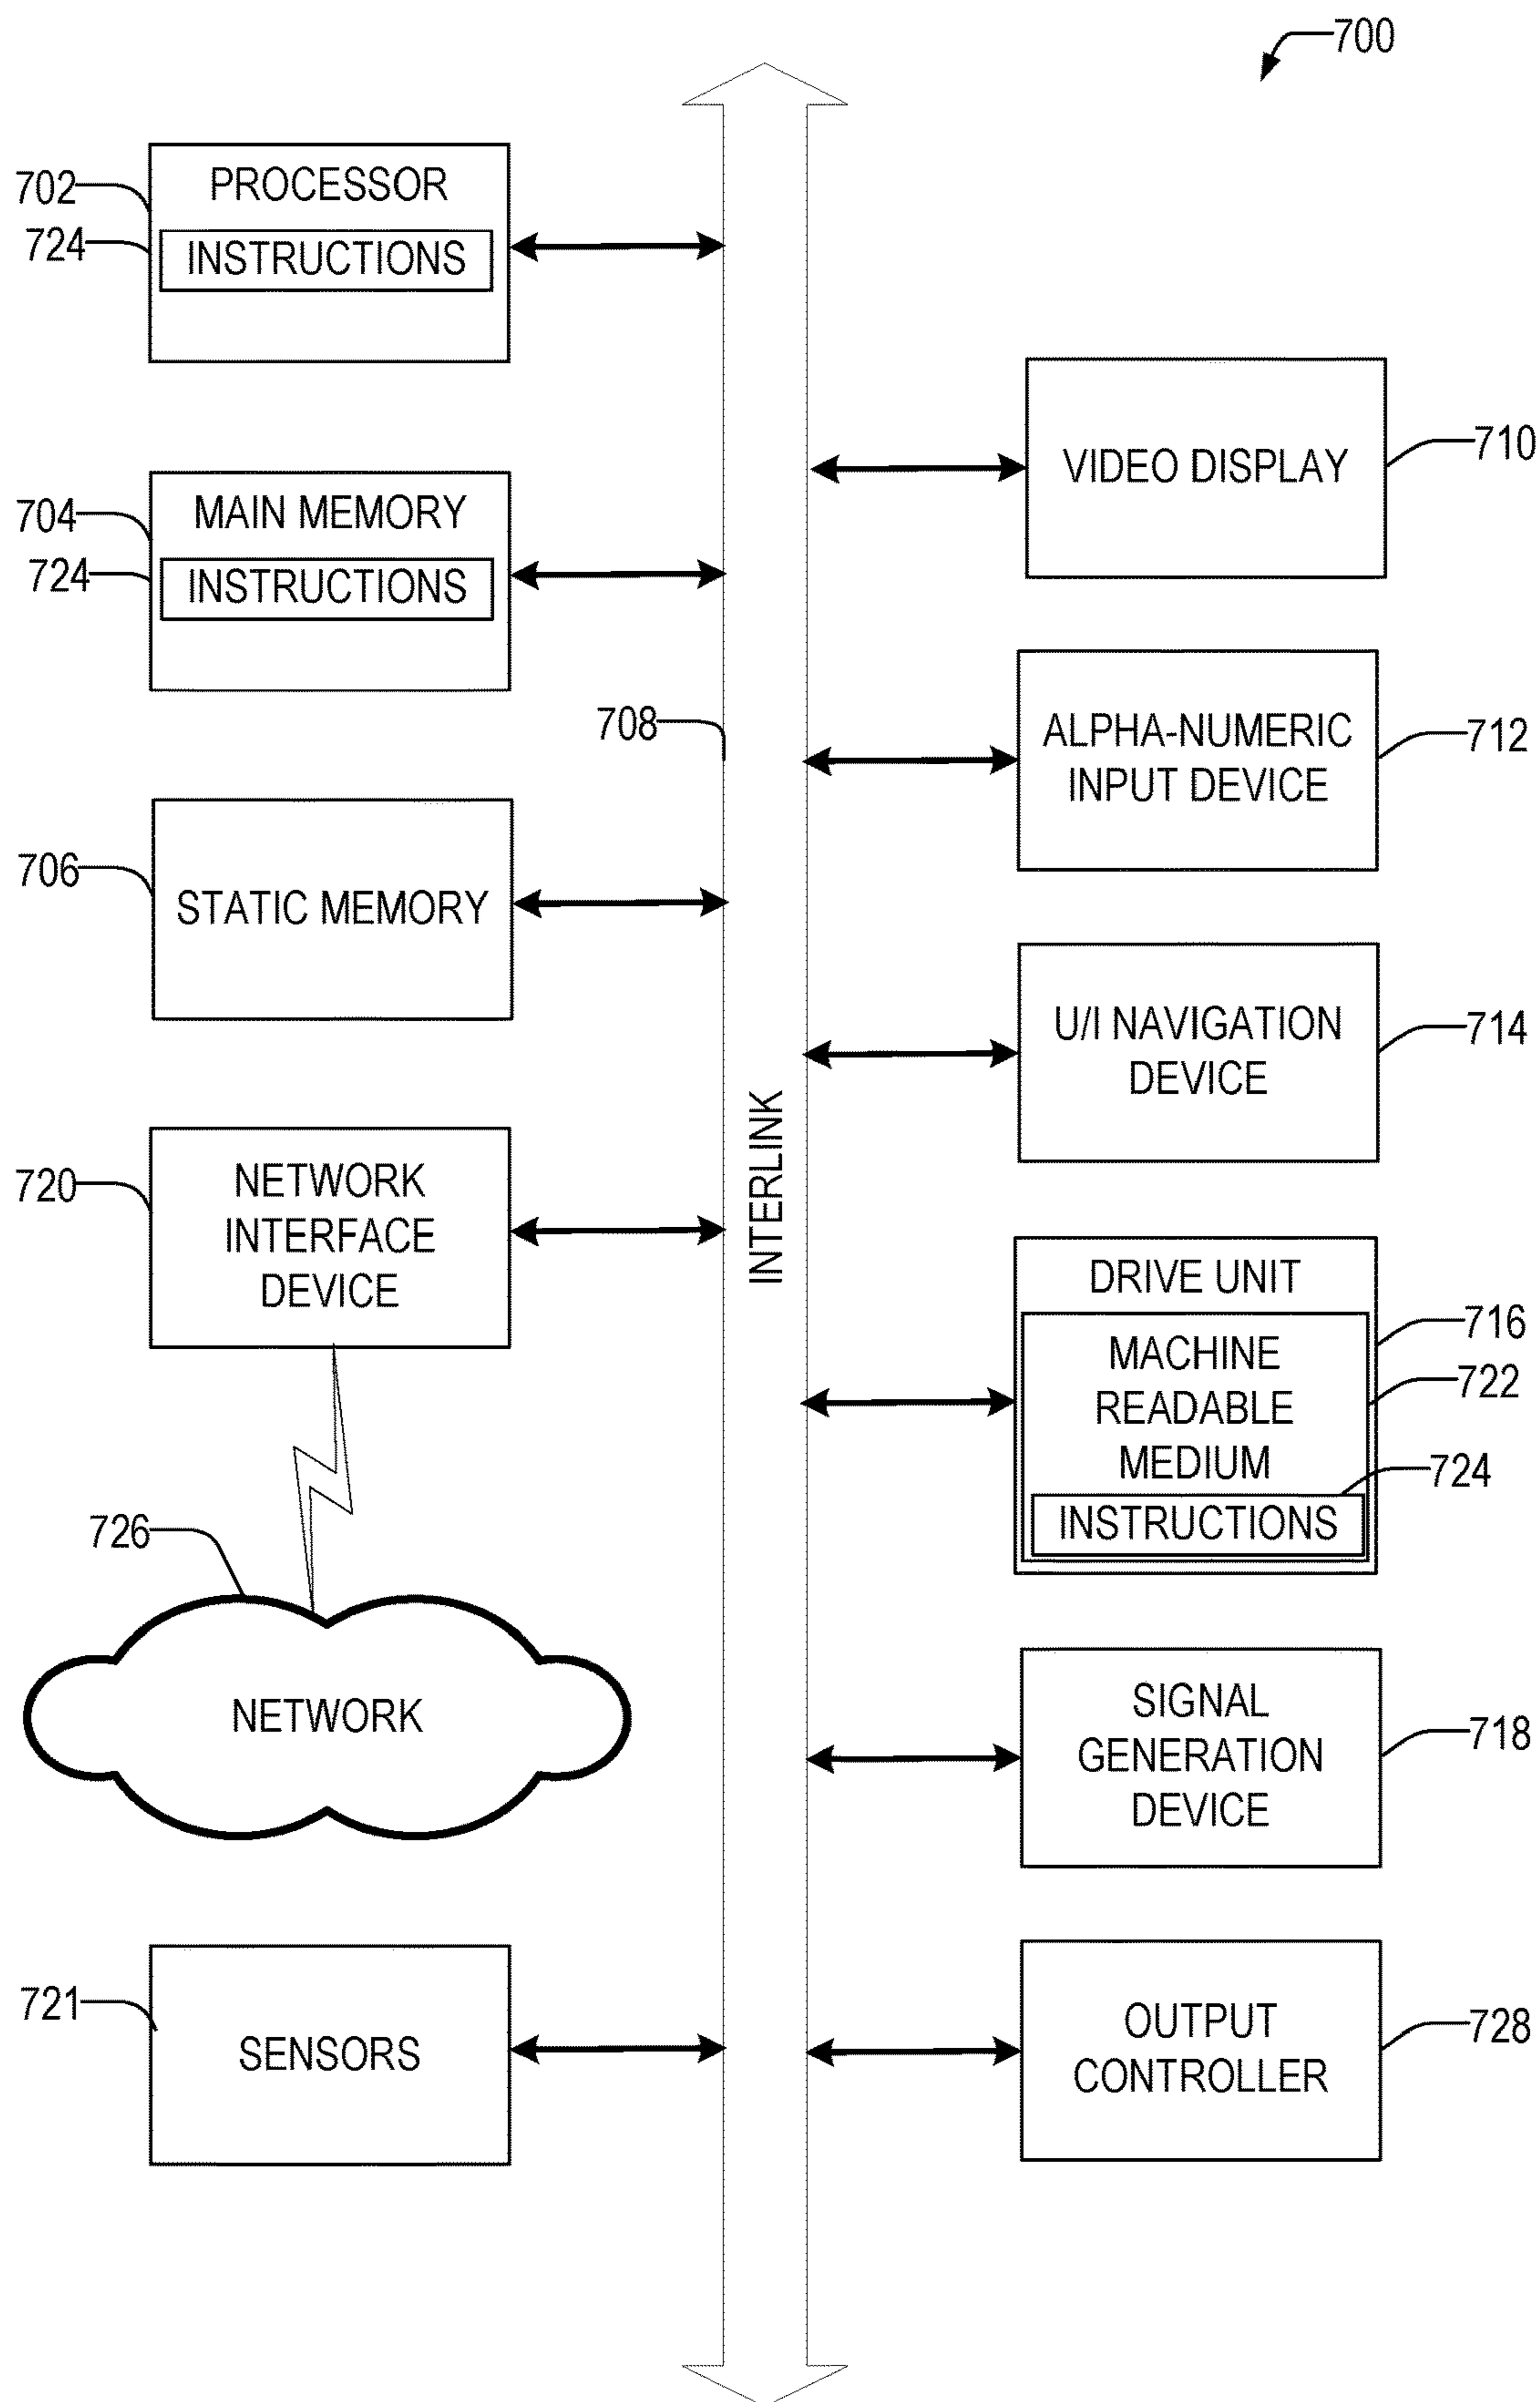 700
702
PROCESSOR
724
INSTRUCTIONS
704
MAIN MEMORY
724
INSTRUCTIONS
706
STATIC MEMORY
720
NETWORK
INTERFACE
DEVICE
726
NETWORK
721
SENSORS
708
INTERLINK
VIDEO DISPLAY
710
ALPHA-NUMERIC
INPUT DEVICE
712
U/I NAVIGATION
DEVICE
714
DRIVE UNIT
716
MACHINE
READABLE
MEDIUM
722
724
INSTRUCTIONS
SIGNAL
GENERATION
DEVICE
718
OUTPUT
CONTROLLER
728